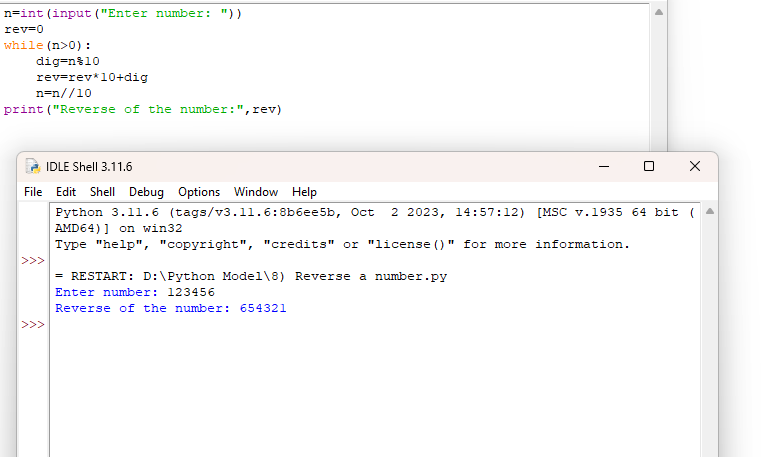 n=int(input("Enter number: "))
rev=0
while(n>0):
    dig=n%10
    rev=rev*10+dig
    n=n//10
print("Reverse of the number:",rev)
IDLE Shell 3.11.6
File Edit Shell Debug Options Window Help
Python 3.11.6 (tags/v3.11.6:8b6ee5b, Oct  2 2023, 14:57:12) [MSC v.1935 64 bit (
AMD64)] on win32
Type "help", "copyright", "credits" or "license()" for more information.
>>>
= RESTART: D:\Python Model\8) Reverse a number.py
Enter number: 123456
Reverse of the number: 654321
>>>